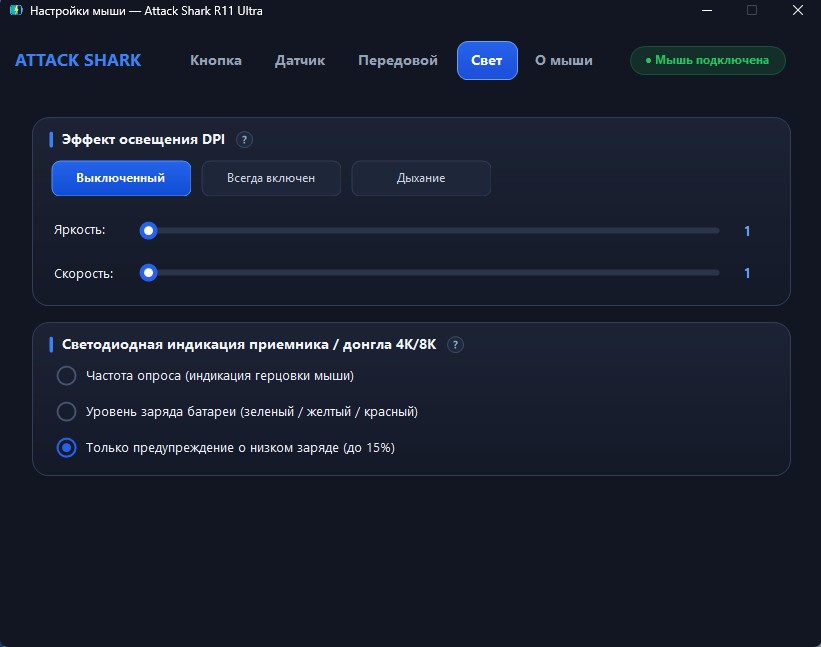 Настройки мыши — Attack Shark R11 Ultra
ATTACK SHARK Кнопка Датчик Передовой Свет О мыши • Мышь подключена
Эффект освещения DPI ?
Выключенный Всегда включен Дыхание
Яркость: 1
Скорость: 1
Светодиодная индикация приемника / донгла 4K/8K ?
Частота опроса (индикация герцовки мыши)
Уровень заряда батареи (зеленый / желтый / красный)
Только предупреждение о низком заряде (до 15%)